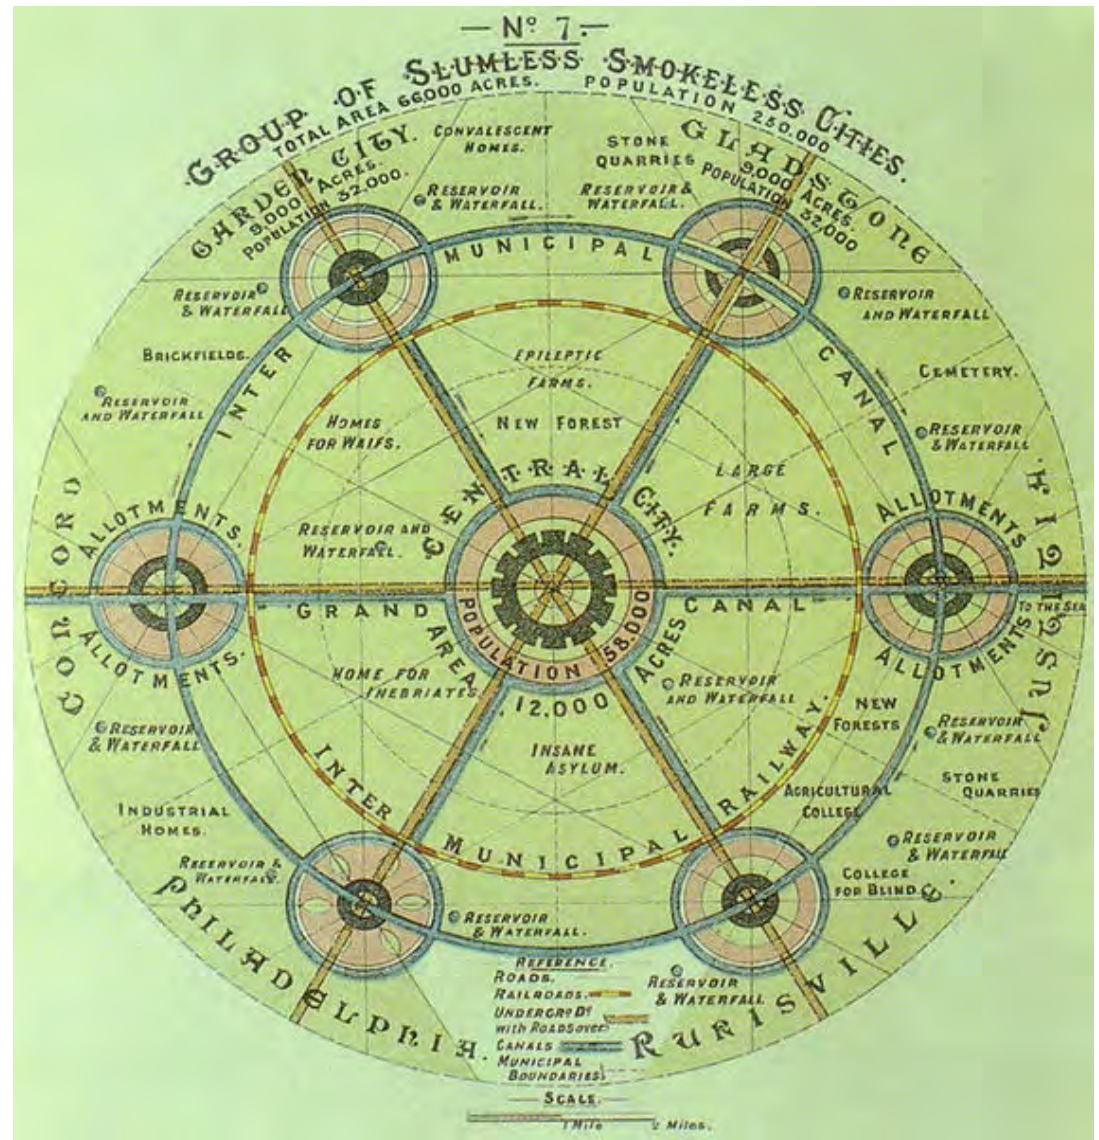 — Nº 7. —
GROUP OF SLUMLESS SMOKELESS CITIES.
TOTAL AREA 66,000 ACRES. POPULATION 250,000
GARDEN CITY.
9,000 ACRES.
POPULATION 32,000.
CONVALESCENT
HOMES.
STONE
QUARRIES
GLADSTONE
9,000 ACRES.
POPULATION 32,000
RESERVOIR
& WATERFALL.
RESERVOIR &
WATERFALL.
INTER MUNICIPAL CANAL
RESERVOIR
& WATERFALL
RESERVOIR
AND WATERFALL
BRICKFIELDS.
EPILEPTIC
FARMS.
CEMETERY.
RESERVOIR
AND WATERFALL
HOMES
FOR WAIFS.
NEW FOREST
RESERVOIR
& WATERFALL
LARGE
FARMS.
CENTRAL CITY.
CONCORD
ALLOTMENTS.
RESERVOIR AND
WATERFALL.
ALLOTMENTS
JUSTITIA
GRAND CANAL
TO THE SEA
POPULATION 58,000
AREA 12,000 ACRES
ALLOTMENTS.
ALLOTMENTS
HOME FOR
INEBRIATES.
RESERVOIR
AND WATERFALL
NEW
FORESTS
RESERVOIR
& WATERFALL
RESERVOIR
& WATERFALL
INSANE
ASYLUM.
STONE
QUARRIES
AGRICULTURAL
COLLEGE
INTER MUNICIPAL RAILWAY.
INDUSTRIAL
HOMES.
RESERVOIR
& WATERFALL
RESERVOIR &
WATERFALL
COLLEGE
FOR BLIND
RESERVOIR
& WATERFALL.
PHILADELPHIA.
RURISVILLE.
REFERENCE.
ROADS.
RAILROADS.
UNDERGRD Dº
with ROADS over
CANALS
MUNICIPAL
BOUNDARIES
RESERVOIR
& WATERFALL
SCALE.
1 Mile 2 Miles.